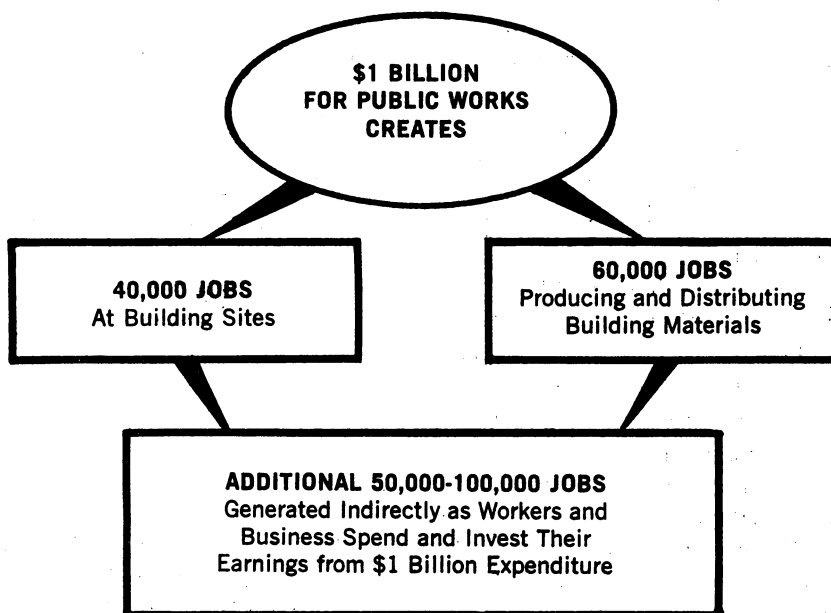 $1 BILLION
FOR PUBLIC WORKS
CREATES
40,000 JOBS
At Building Sites
60,000 JOBS
Producing and Distributing
Building Materials
ADDITIONAL 50,000-100,000 JOBS
Generated Indirectly as Workers and
Business Spend and Invest Their
Earnings from $1 Billion Expenditure